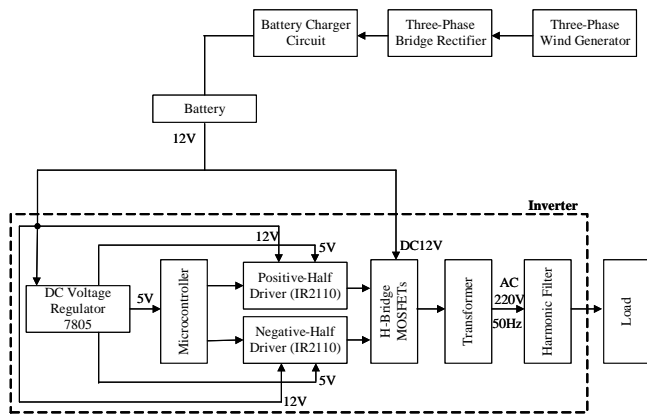 Battery Charger
Circuit
Three-Phase
Bridge Rectifier
Three-Phase
Wind Generator
Battery
12V
Inverter
12V
5V
DC12V
DC Voltage
Regulator
7805
5V
Microcontroller
Positive-Half
Driver (IR2110)
Negative-Half
Driver (IR2110)
H-Bridge
MOSFETs
Transformer
AC
220V
50Hz
Harmonic Filter
Load
5V
12V